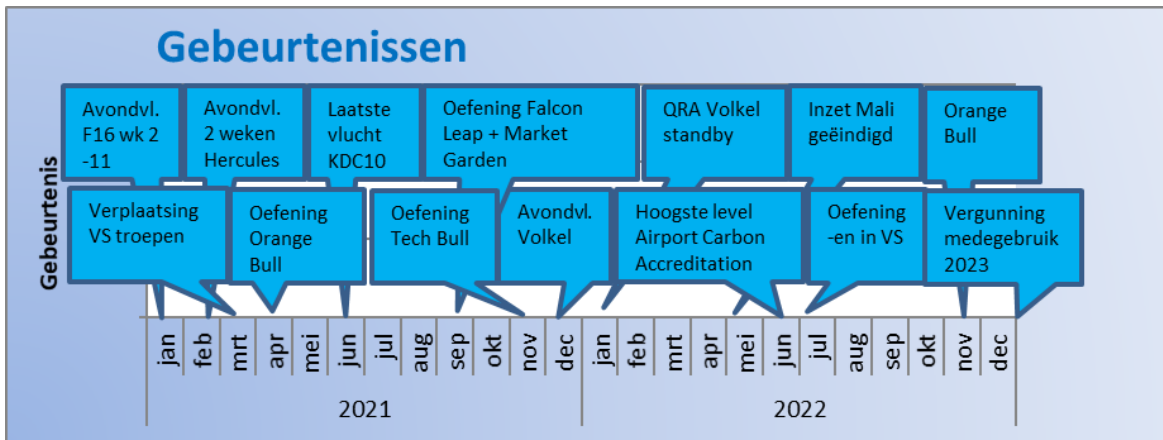 Gebeurtenissen
Avondvl.
F16 wk 2
-11
Avondvl.
2 weken
Hercules
Laatste
vlucht
KDC10
Oefening Falcon
Leap + Market
Garden
QRA Volkel
standby
Inzet Mali
geëindigd
Orange
Bull
Verplaatsing
VS troepen
Oefening
Orange
Bull
Oefening
Tech Bull
Avondvl.
Volkel
Hoogste level
Airport Carbon
Accreditation
Oefening
-en in VS
Vergunning
medegebruik
2023
Gebeurtenis
jan
feb
mrt
apr
mei
jun
jul
aug
sep
okt
nov
dec
jan
feb
mrt
apr
mei
jun
jul
aug
sep
okt
nov
dec
2021
2022